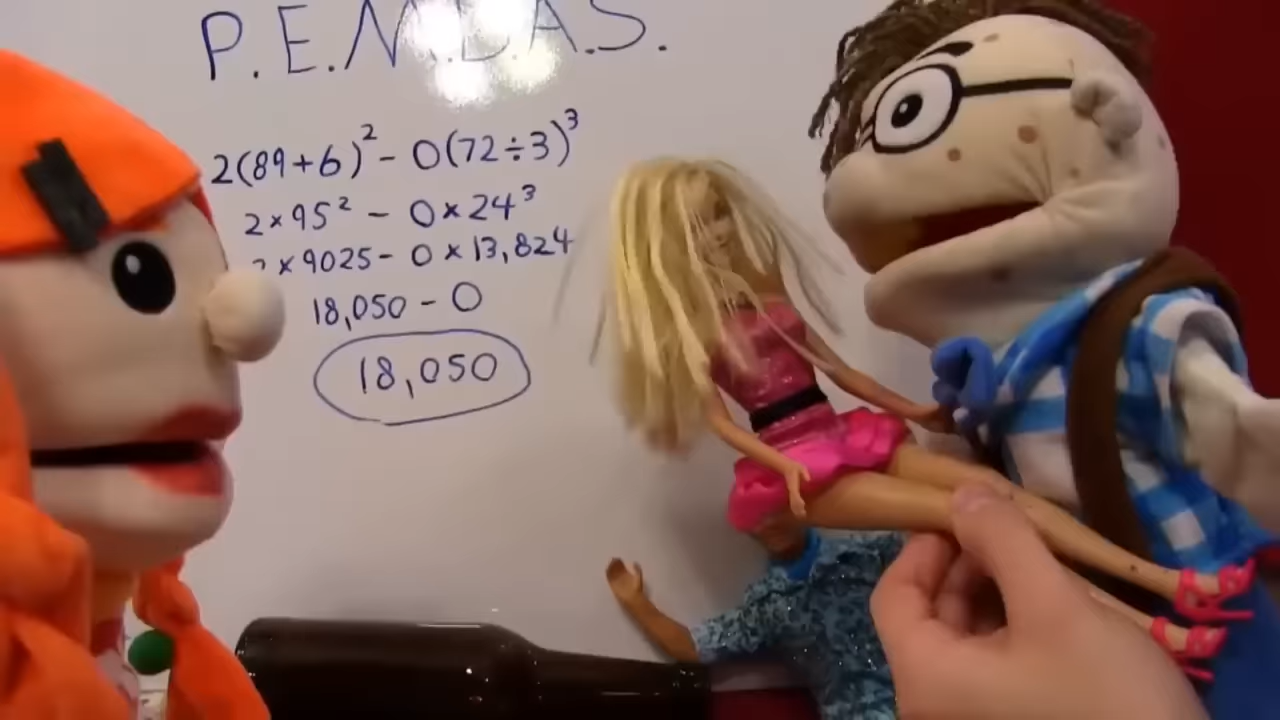 P.E.M.D.A.S.
2(89+6)² - 0(72÷3)³
2×95² - 0×24³
2×9025 - 0×13,824
18,050 - 0
18,050